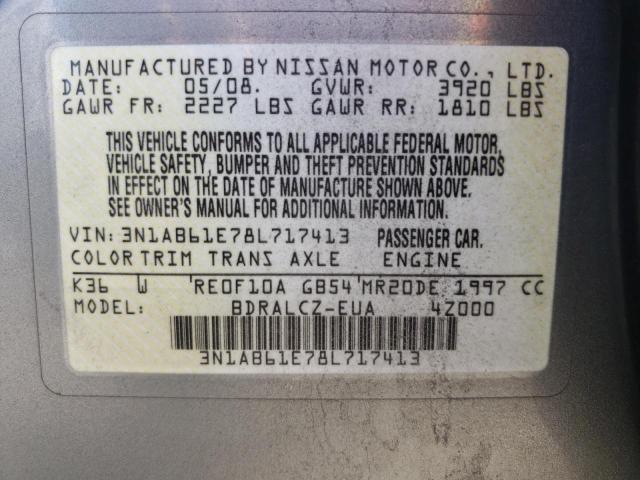 MANUFACTURED BY NISSAN MOTOR CO., LTD.
DATE: 05/08. GVWR: 3920 LBS
GAWR FR: 2227 LBS GAWR RR: 1810 LBS
THIS VEHICLE CONFORMS TO ALL APPLICABLE FEDERAL MOTOR
VEHICLE SAFETY, BUMPER AND THEFT PREVENTION STANDARDS
IN EFFECT ON THE DATE OF MANUFACTURE SHOWN ABOVE.
SEE OWNER'S MANUAL FOR ADDITIONAL INFORMATION.
VIN: 3N1AB61E78L717413 PASSENGER CAR.
COLOR TRIM TRANS AXLE ENGINE
K36 W RE0F10A GB54 MR20DE 1997 CC
MODEL: BDRALCZ-EUA 4Z000
3N1AB61E78L717413